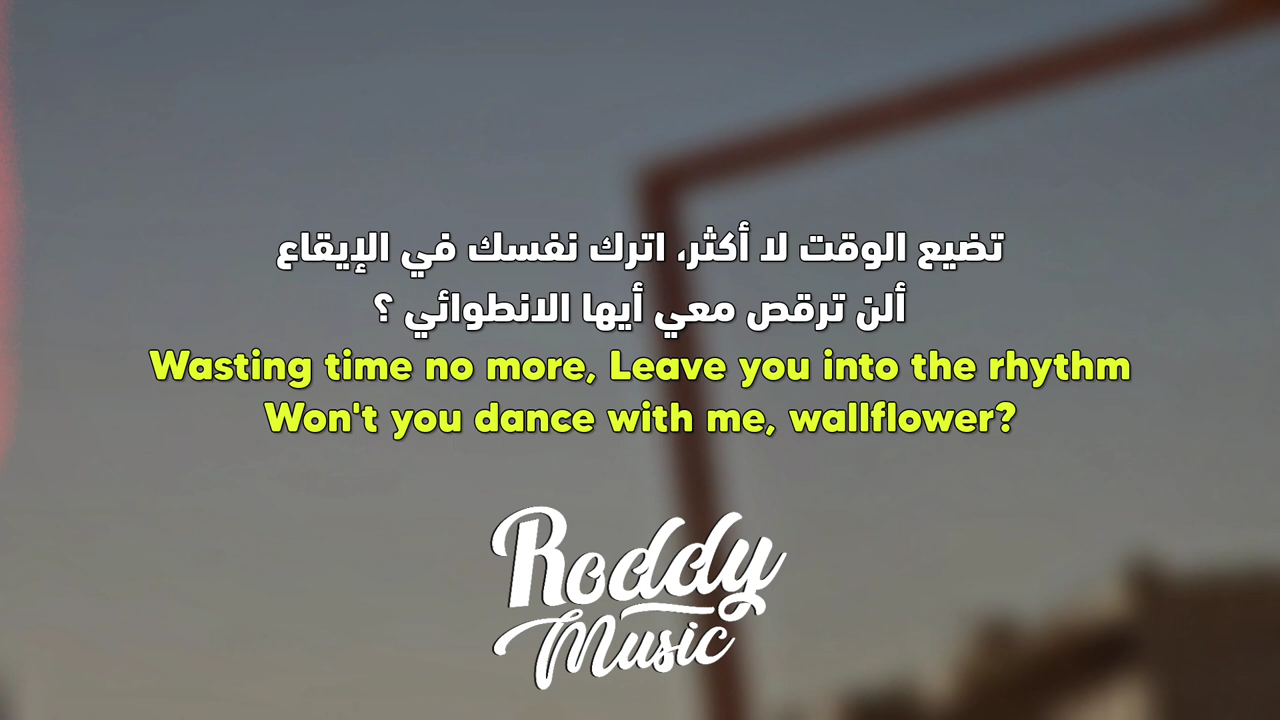 تضيع الوقت لا أكثر، اترك نفسك في الإيقاع
ألن ترقص معي أيها الانطوائي ؟
Wasting time no more, Leave you into the rhythm
Won't you dance with me, wallflower?
Roddy
Music